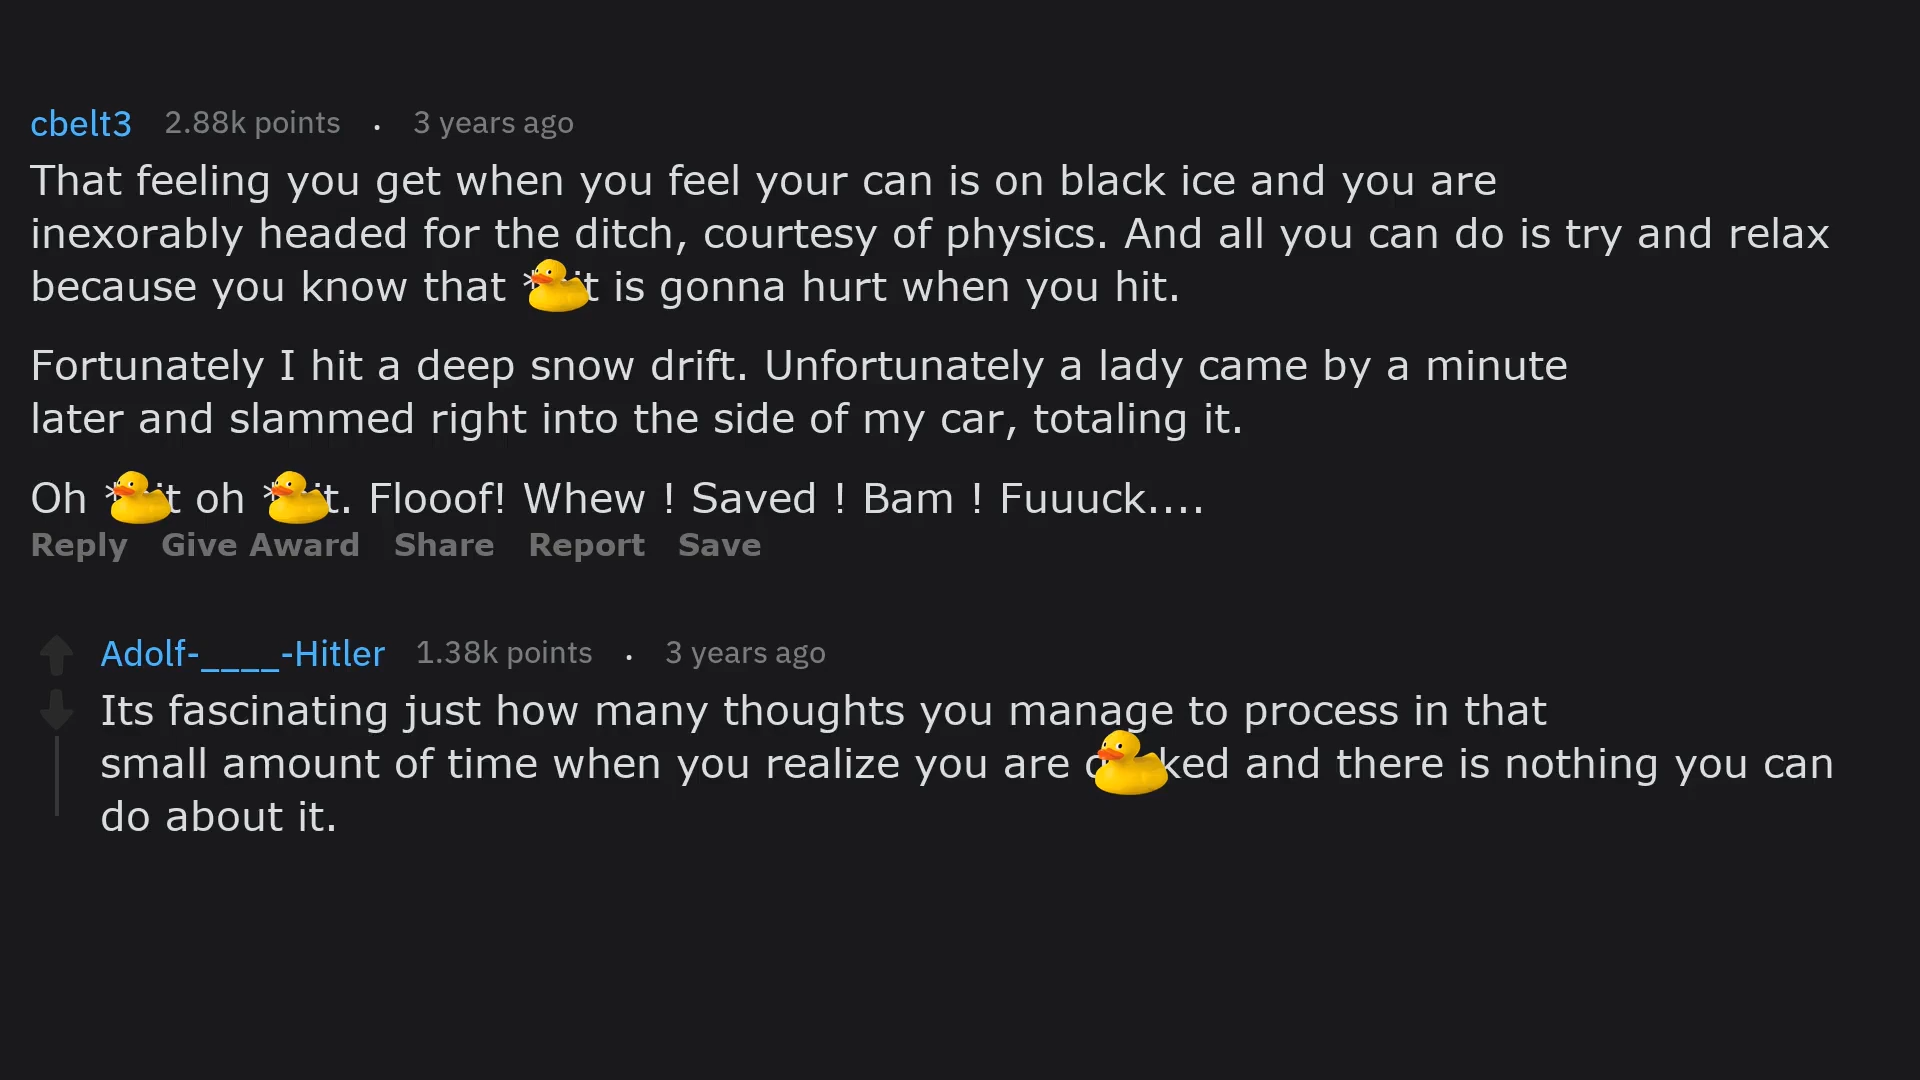 cbelt3 2.88k points . 3 years ago
That feeling you get when you feel your can is on black ice and you are
inexorably headed for the ditch, courtesy of physics. And all you can do is try and relax
because you know that is gonna hurt when you hit.
Fortunately I hit a deep snow drift. Unfortunately a lady came by a minute
later and slammed right into the side of my car, totaling it.
Oh oh Flooof! Whew ! Saved ! Bam ! Fuuuck....
Reply Give Award Share Report Save
Adolf-____-Hitler 1.38k points . 3 years ago
Its fascinating just how many thoughts you manage to process in that
small amount of time when you realize you are and there is nothing you can
do about it.